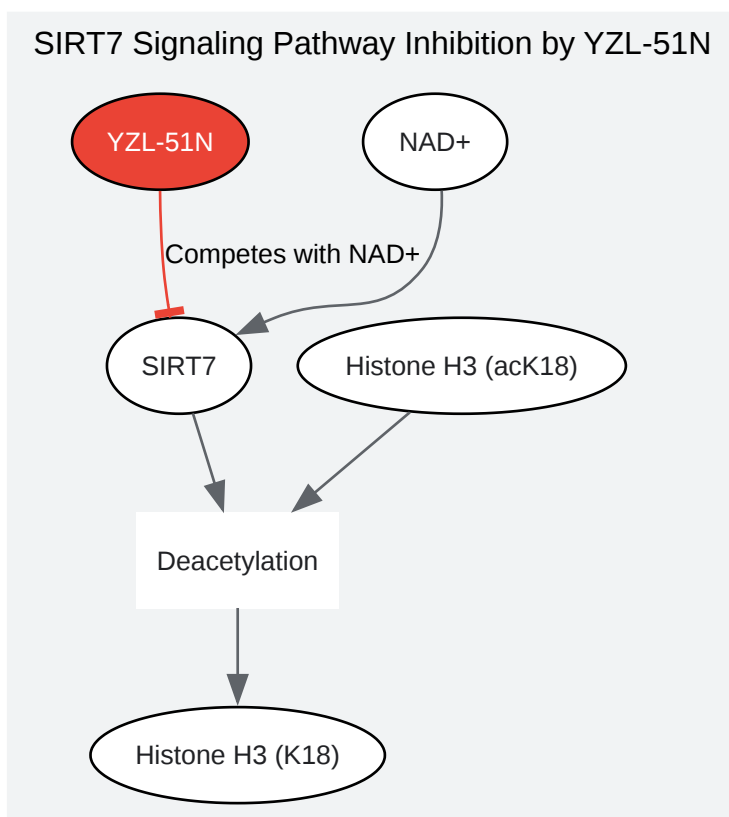 SIRT7 Signaling Pathway Inhibition by YZL-51N
YZL-51N
NAD+
Competes with NAD+
SIRT7
Histone H3 (acK18)
Deacetylation
Histone H3 (K18)